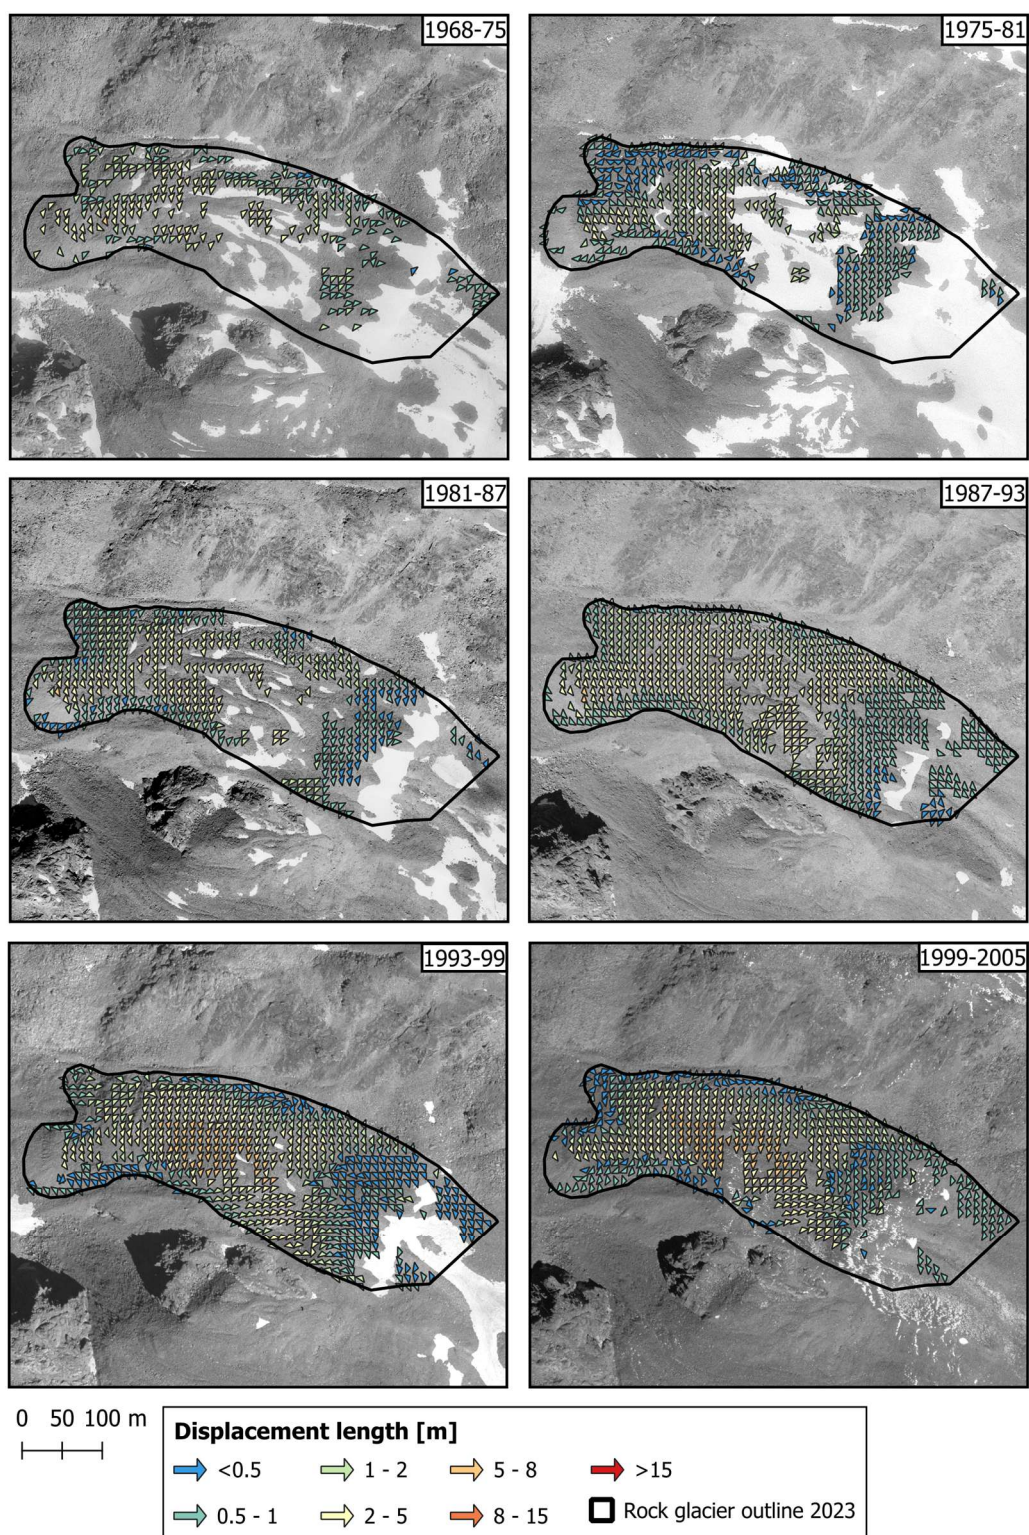 1968-75
1975-81
1981-87
1987-93
1993-99
1999-2005
0 50 100 m
Displacement length [m]
<0.5
1 - 2
5 - 8
>15
0.5 - 1
2 - 5
8 - 15
Rock glacier outline 2023